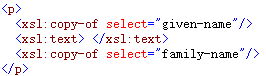 <p>
<xsl:copy-of select="given-name"/>
<xsl:text> </xsl:text>
<xsl:copy-of select="family-name"/>
</p>